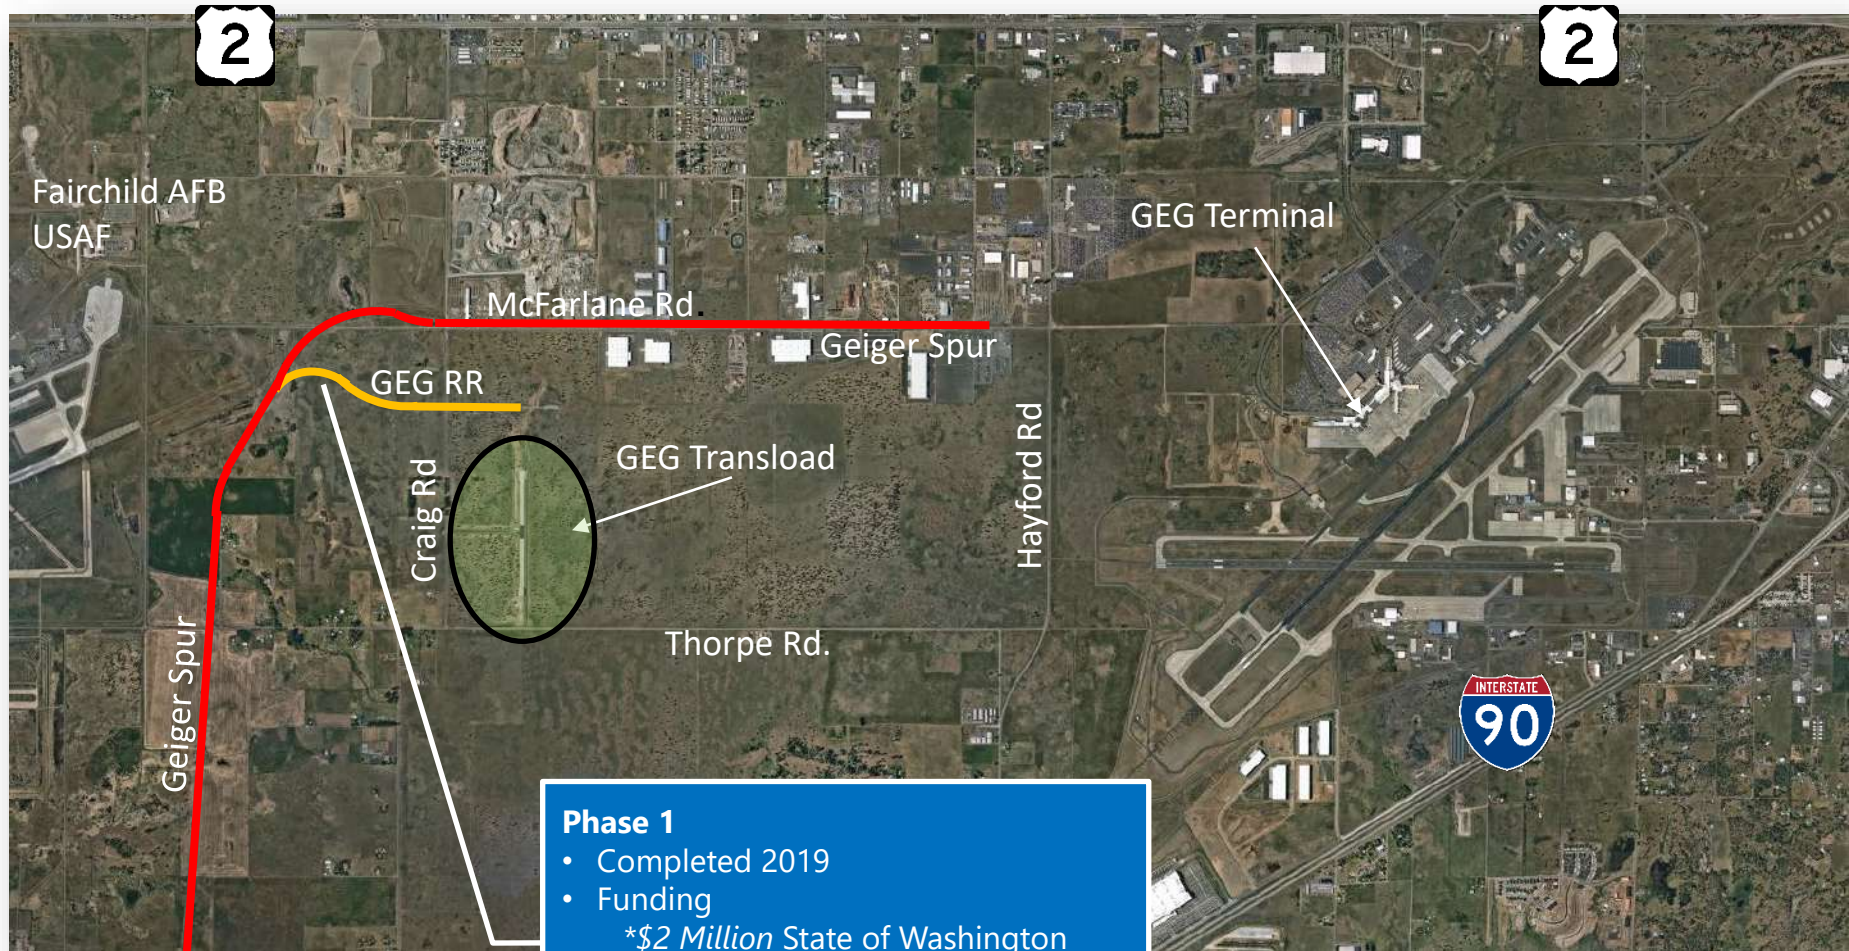 2
2
Fairchild AFB
USAF
GEG Terminal
McFarlane Rd.
Geiger Spur
GEG RR
GEG Transload
Craig Rd
Hayford Rd
Thorpe Rd.
Geiger Spur
INTERSTATE
90
Phase 1
• Completed 2019
• Funding
*$2 Million State of Washington